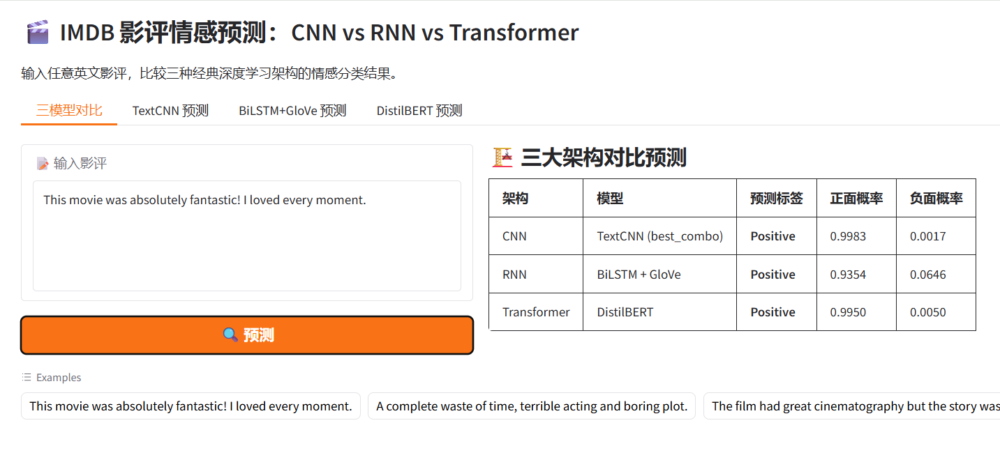 🎬 IMDB 影评情感预测：CNN vs RNN vs Transformer
输入任意英文影评，比较三种经典深度学习架构的情感分类结果。
三模型对比 TextCNN 预测 BiLSTM+GloVe 预测 DistilBERT 预测
📝 输入影评
This movie was absolutely fantastic! I loved every moment.
🔍 预测
🏗️ 三大架构对比预测
架构 模型 预测标签 正面概率 负面概率
CNN TextCNN (best_combo) Positive 0.9983 0.0017
RNN BiLSTM + GloVe Positive 0.9354 0.0646
Transformer DistilBERT Positive 0.9950 0.0050
Examples
This movie was absolutely fantastic! I loved every moment. A complete waste of time, terrible acting and boring plot. The film had great cinematography but the story was